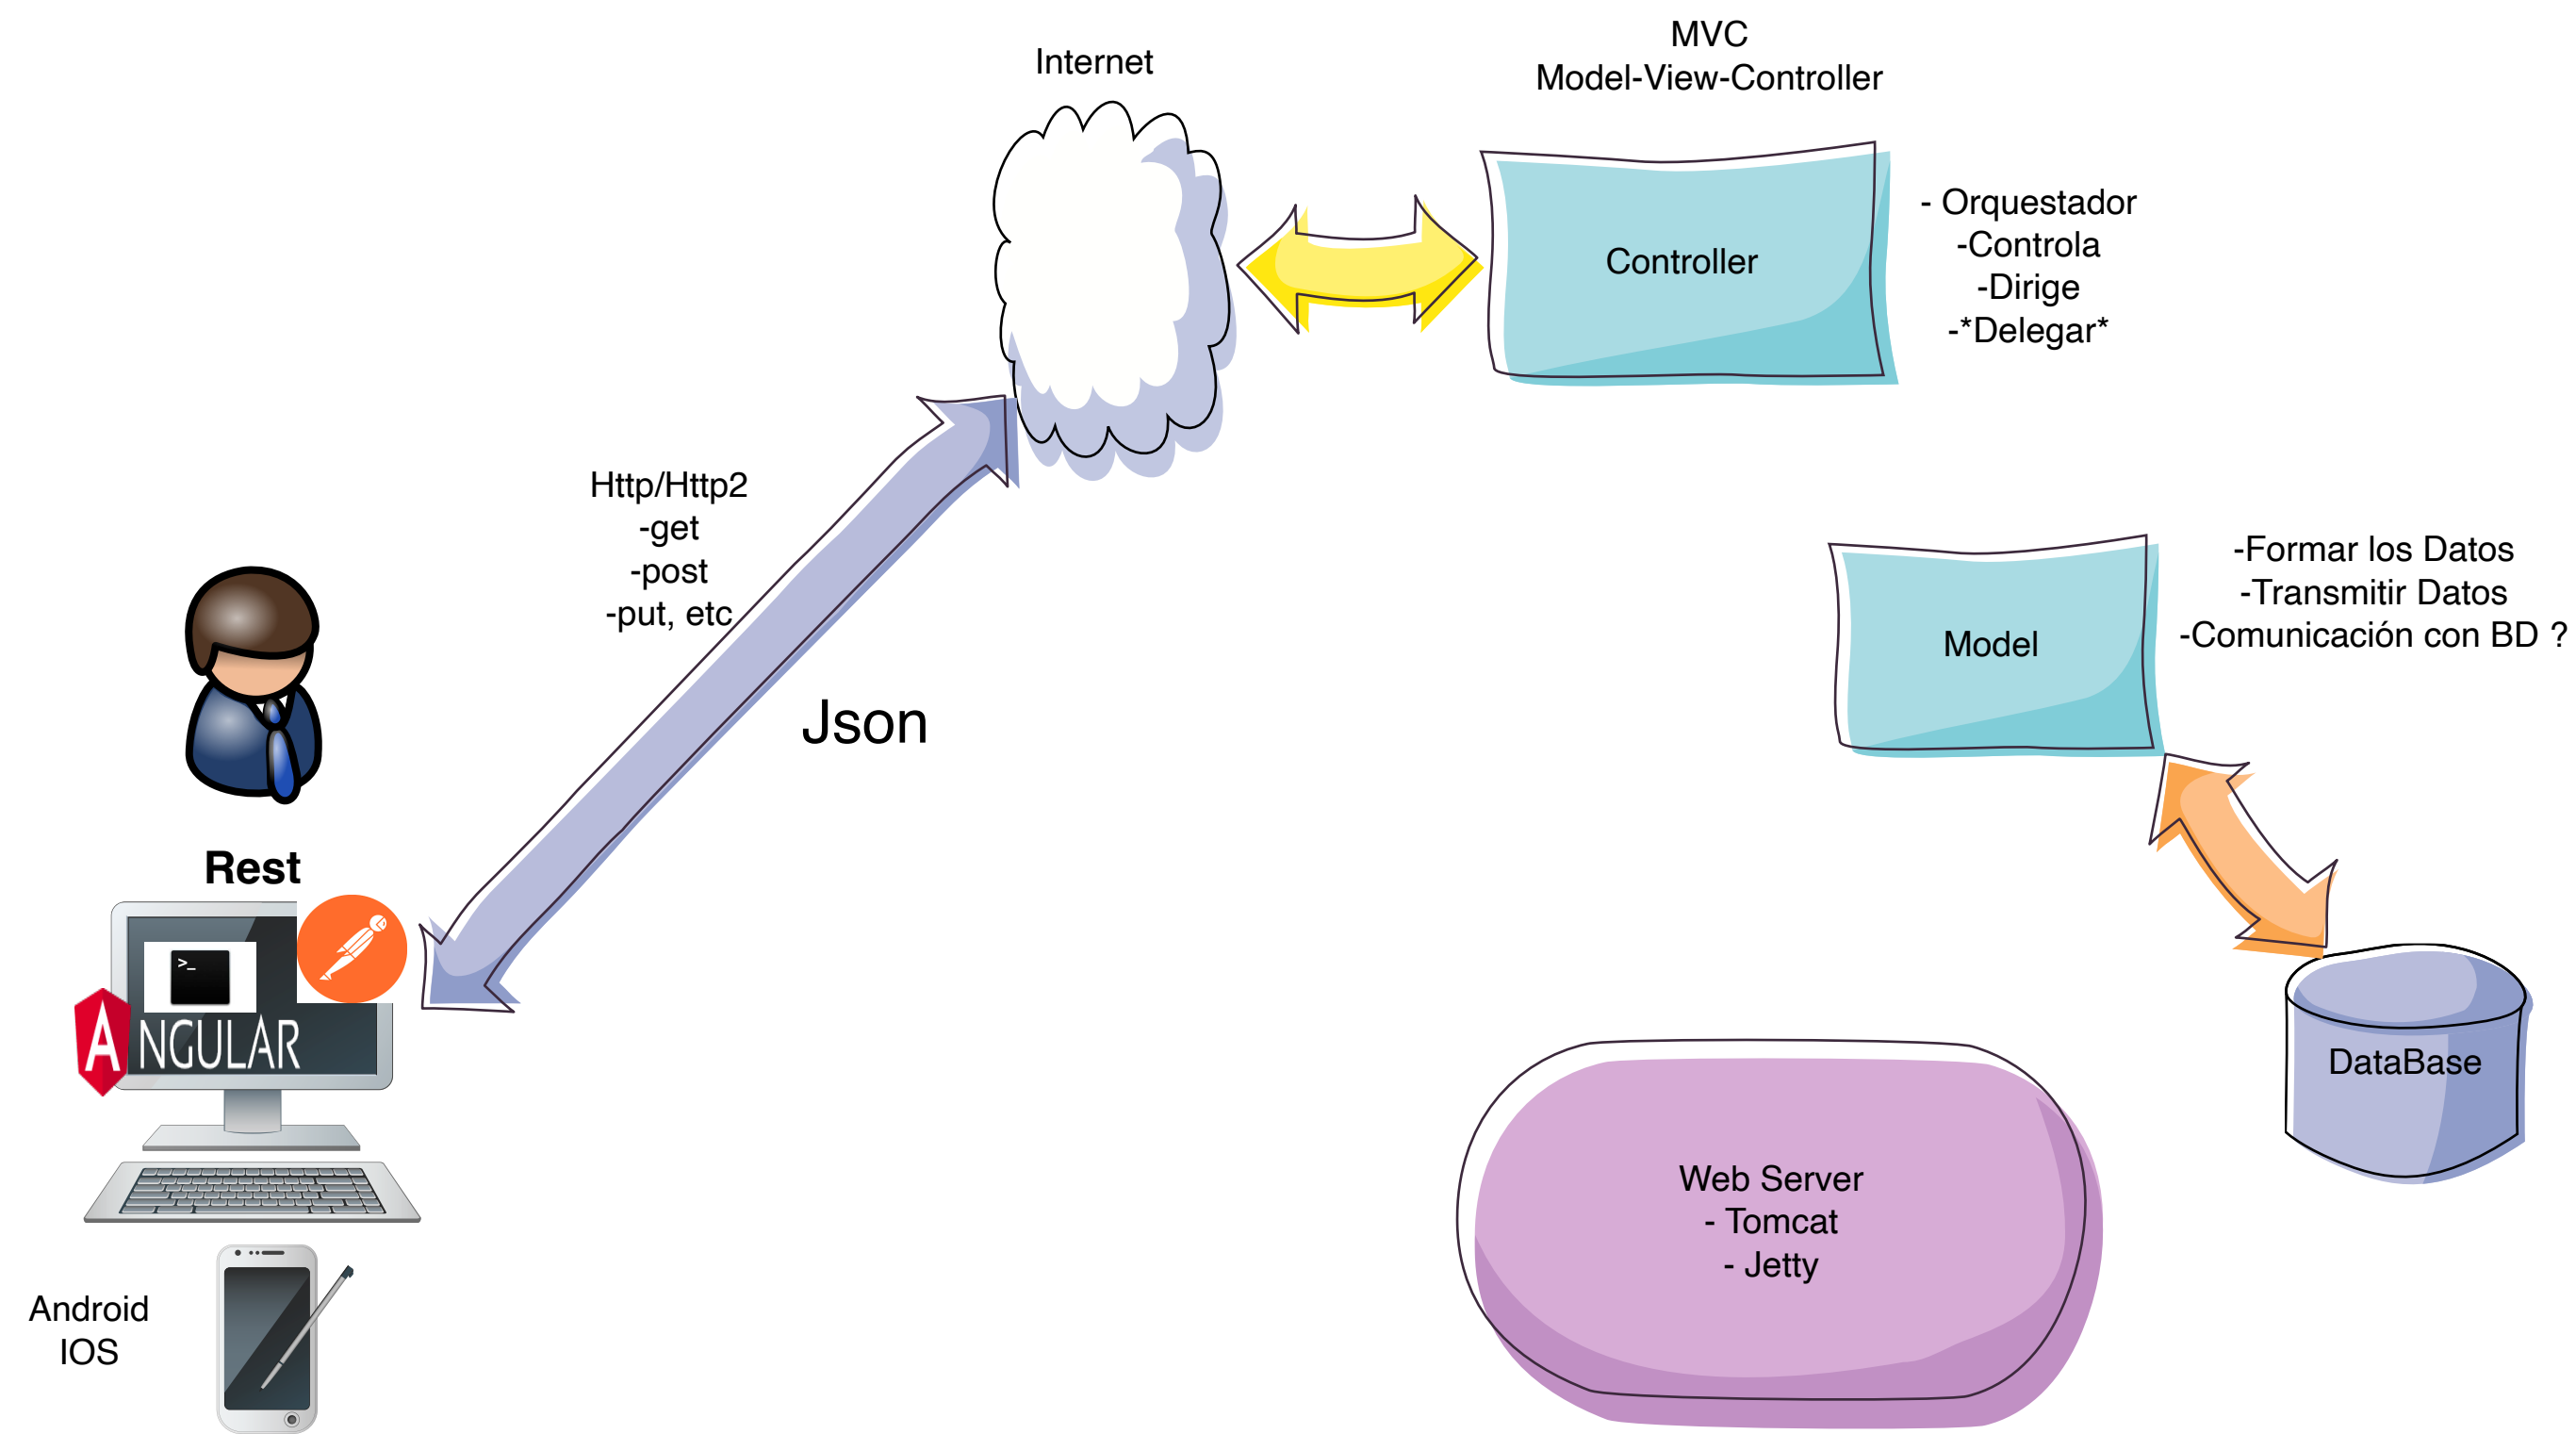 MVC
Model-View-Controller
Internet
Controller
- Orquestador
-Controla
-Dirige
-*Delegar*
Http/Http2
-get
-post
-put, etc
Json
Model
-Formar los Datos
-Transmitir Datos
-Comunicación con BD ?
Rest
>_
ANGULAR
DataBase
Web Server
- Tomcat
- Jetty
Android
IOS